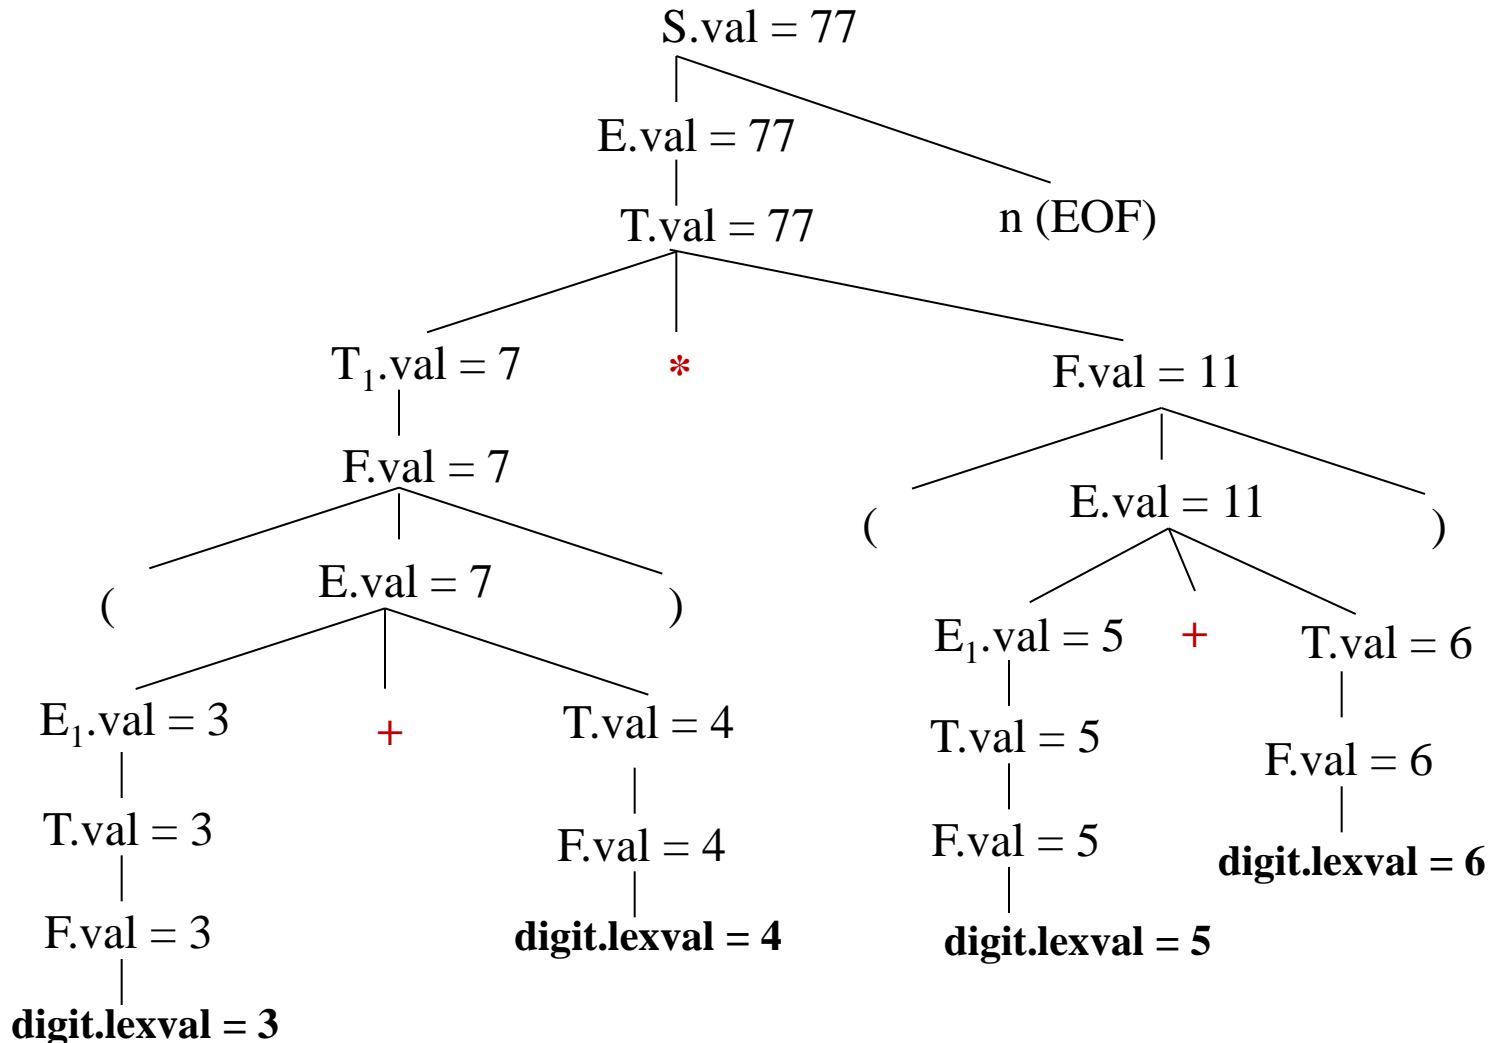 S.val = 77
E.val = 77
T.val = 77
n (EOF)
T₁.val = 7
*
F.val = 11
F.val = 7
(
E.val = 11
)
(
E.val = 7
)
E₁.val = 5
+
T.val = 6
E₁.val = 3
+
T.val = 4
T.val = 5
F.val = 6
T.val = 3
F.val = 4
F.val = 5
digit.lexval = 6
F.val = 3
digit.lexval = 4
digit.lexval = 5
digit.lexval = 3